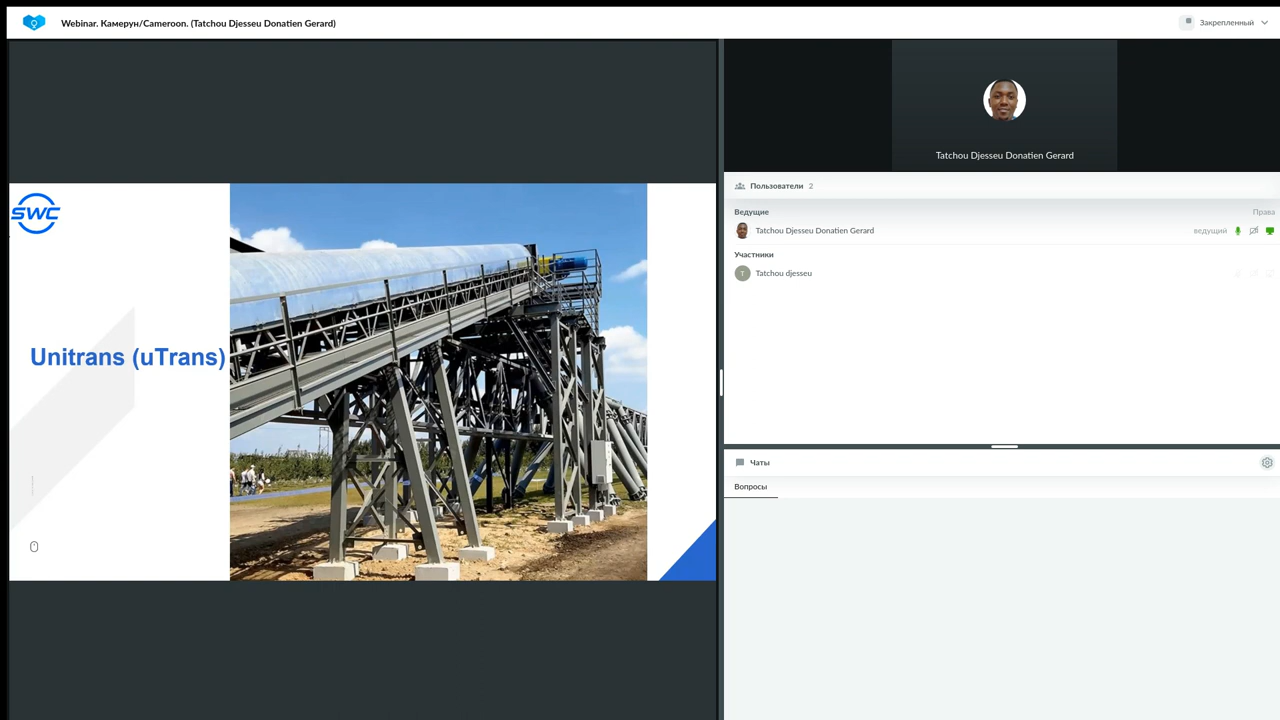 Webinar. Камерун/Cameroon. (Tatchou Djesseu Donatien Gerard)
Закрепленный
SWC
Unitrans (uTrans)
Tatchou Djesseu Donatien Gerard
Пользователи 2
Ведущие Права
Tatchou Djesseu Donatien Gerard ведущий
Участники
T Tatchou djesseu
Чаты
Вопросы